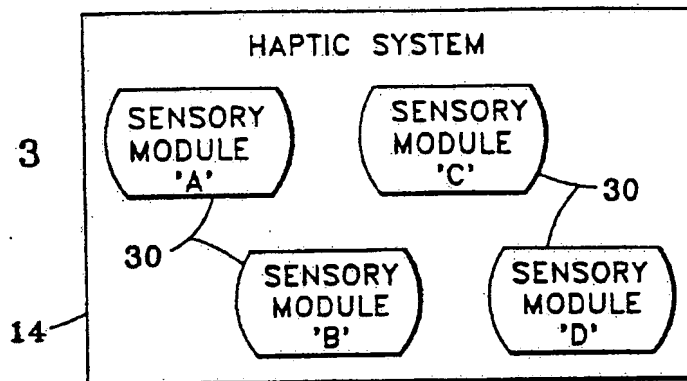 HAPTIC SYSTEM
SENSORY
MODULE
'A'
SENSORY
MODULE
'C'
3
30
30
SENSORY
MODULE
'B'
SENSORY
MODULE
'D'
14